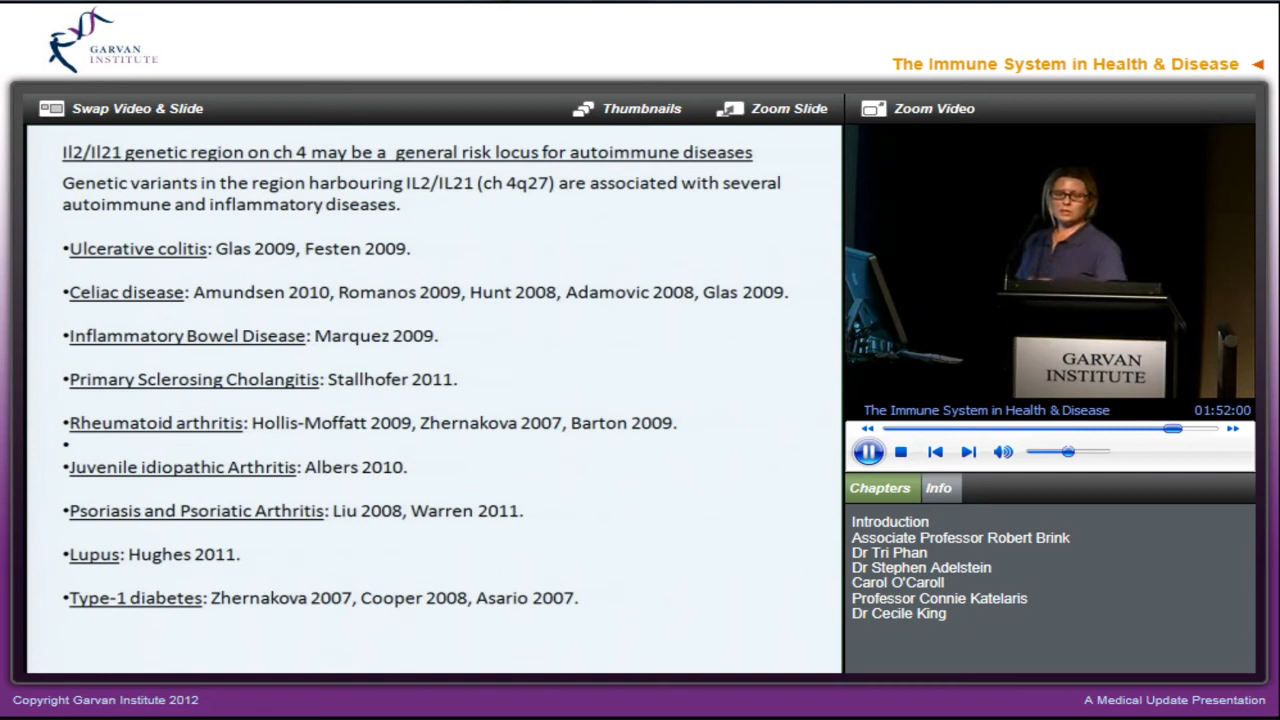 GARVAN
INSTITUTE
The Immune System in Health & Disease
Swap Video & Slide
Thumbnails
Zoom Slide
Zoom Video
Il2/Il21 genetic region on ch 4 may be a general risk locus for autoimmune diseases
Genetic variants in the region harbouring IL2/IL21 (ch 4q27) are associated with several
autoimmune and inflammatory diseases.
•Ulcerative colitis: Glas 2009, Festen 2009.
•Celiac disease: Amundsen 2010, Romanos 2009, Hunt 2008, Adamovic 2008, Glas 2009.
•Inflammatory Bowel Disease: Marquez 2009.
•Primary Sclerosing Cholangitis: Stallhofer 2011.
•Rheumatoid arthritis: Hollis-Moffatt 2009, Zhernakova 2007, Barton 2009.
•
•Juvenile idiopathic Arthritis: Albers 2010.
•Psoriasis and Psoriatic Arthritis: Liu 2008, Warren 2011.
•Lupus: Hughes 2011.
•Type-1 diabetes: Zhernakova 2007, Cooper 2008, Asario 2007.
GARVAN
INSTITUTE
The Immune System in Health & Disease
01:52:00
Chapters
Info
Introduction
Associate Professor Robert Brink
Dr Tri Phan
Dr Stephen Adelstein
Carol O'Caroll
Professor Connie Katelaris
Dr Cecile King
Copyright Garvan Institute 2012
A Medical Update Presentation